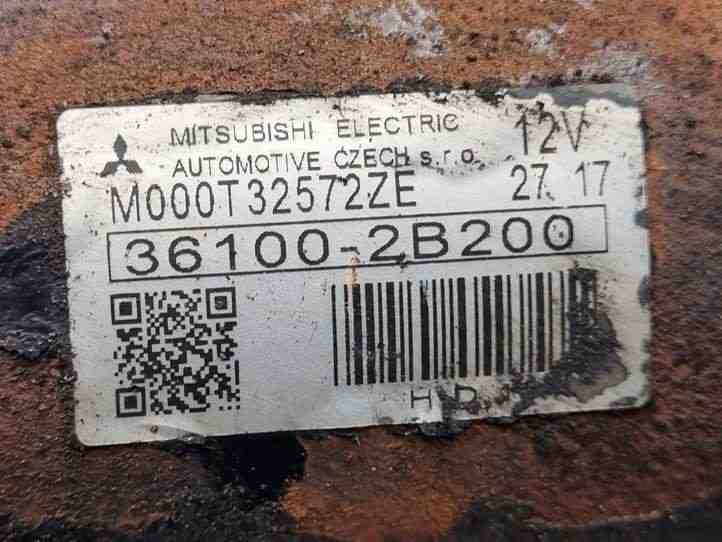 MITSUBISHI ELECTRIC 12V
AUTOMOTIVE CZECH s.r.o.
M000T32572ZE 27 17
36100-2B200
H P